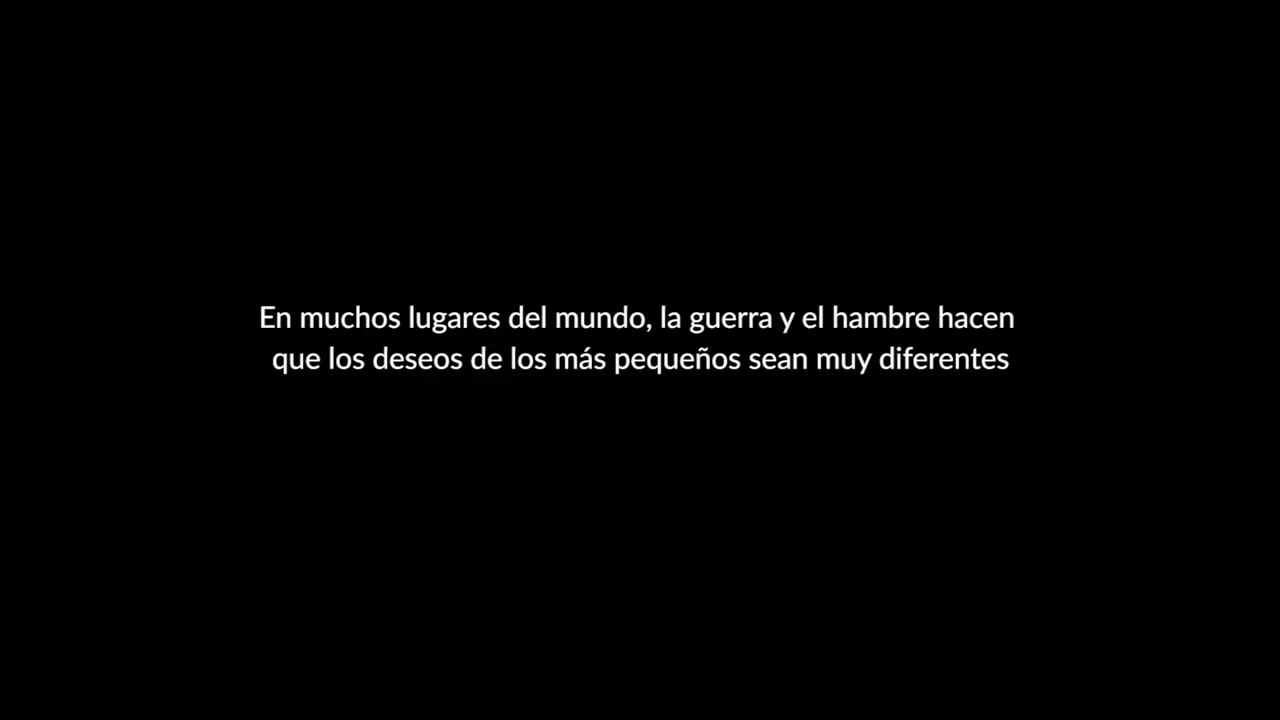 En muchos lugares del mundo, la guerra y el hambre hacen
que los deseos de los más pequeños sean muy diferentes